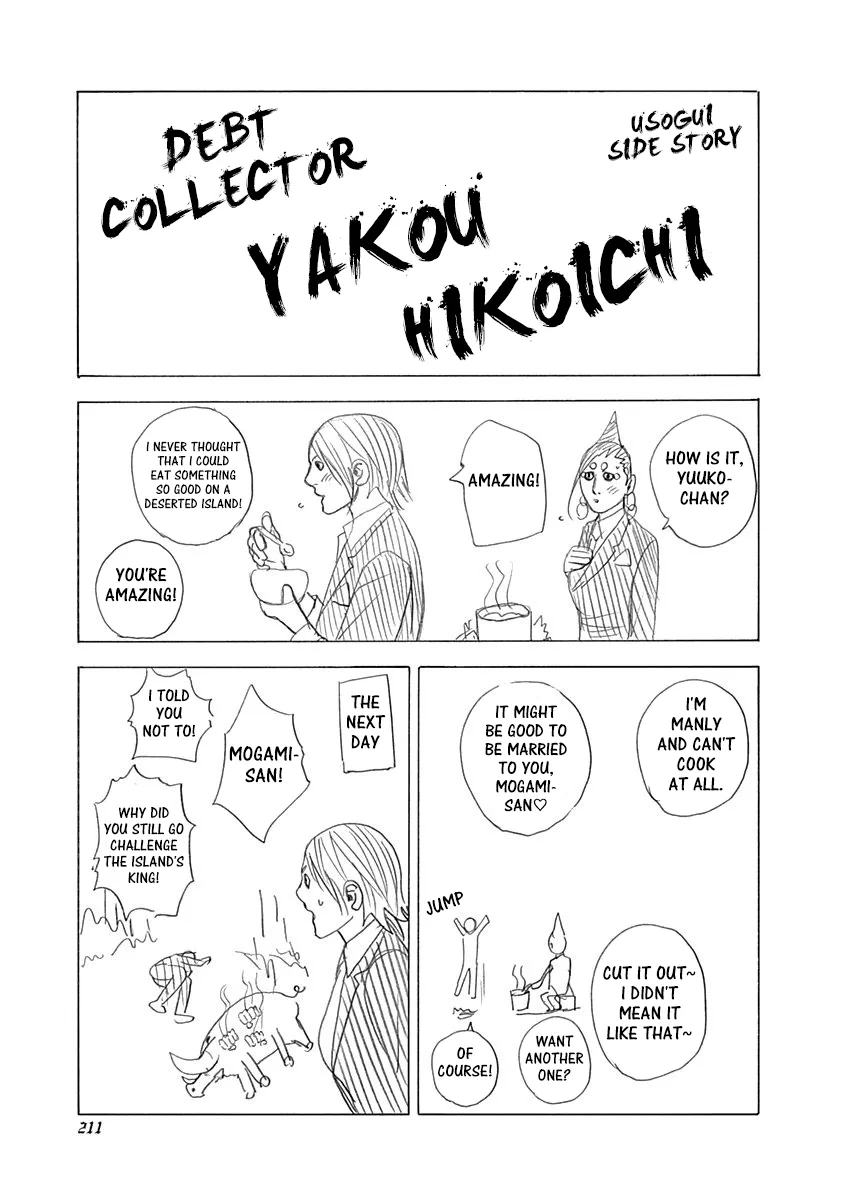 DEBT
COLLECTOR
YAKOU
HIKOICHI
USOGUI
SIDE STORY
HOW IS IT,
YUUKO-
CHAN?
AMAZING!
I NEVER THOUGHT
THAT I COULD
EAT SOMETHING
SO GOOD ON A
DESERTED ISLAND!
YOU'RE
AMAZING!
I'M
MANLY
AND CAN'T
COOK
AT ALL.
IT MIGHT
BE GOOD TO
BE MARRIED
TO YOU,
MOGAMI-
SAN♡
CUT IT OUT~
I DIDN'T
MEAN IT
LIKE THAT~
WANT
ANOTHER
ONE?
JUMP
OF
COURSE!
THE
NEXT
DAY
MOGAMI-
SAN!
I TOLD
YOU
NOT TO!
WHY DID
YOU STILL GO
CHALLENGE
THE ISLAND'S
KING!
211